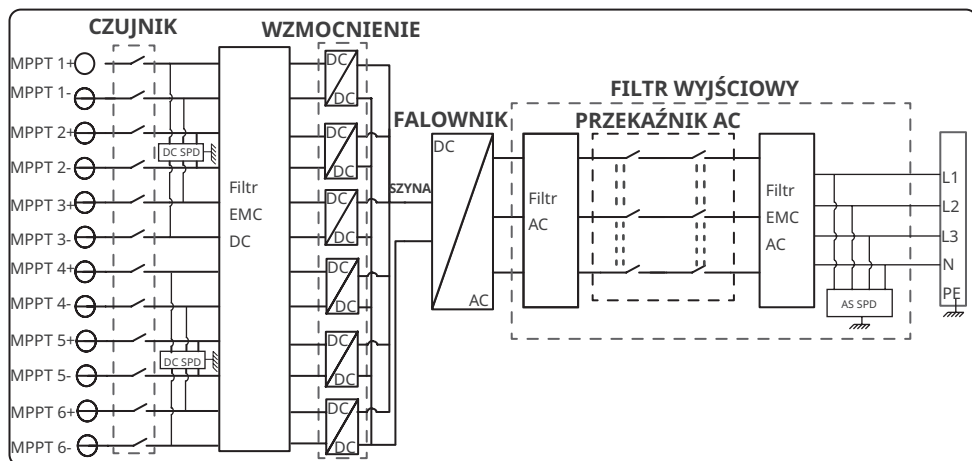 CZUJNIK
WZMOCNIENIE
MPPT 1+
MPPT 1-
MPPT 2+
MPPT 2-
MPPT 3+
MPPT 3-
MPPT 4+
MPPT 4-
MPPT 5+
MPPT 5-
MPPT 6+
MPPT 6-
DC SPD
DC SPD
Filtr
EMC
DC
DC
DC
DC
DC
DC
DC
DC
DC
DC
DC
DC
DC
SZYNA
FALOWNIK
DC
AC
FILTR WYJŚCIOWY
PRZEKAŹNIK AC
Filtr
AC
Filtr
EMC
AC
AS SPD
L1
L2
L3
N
PE